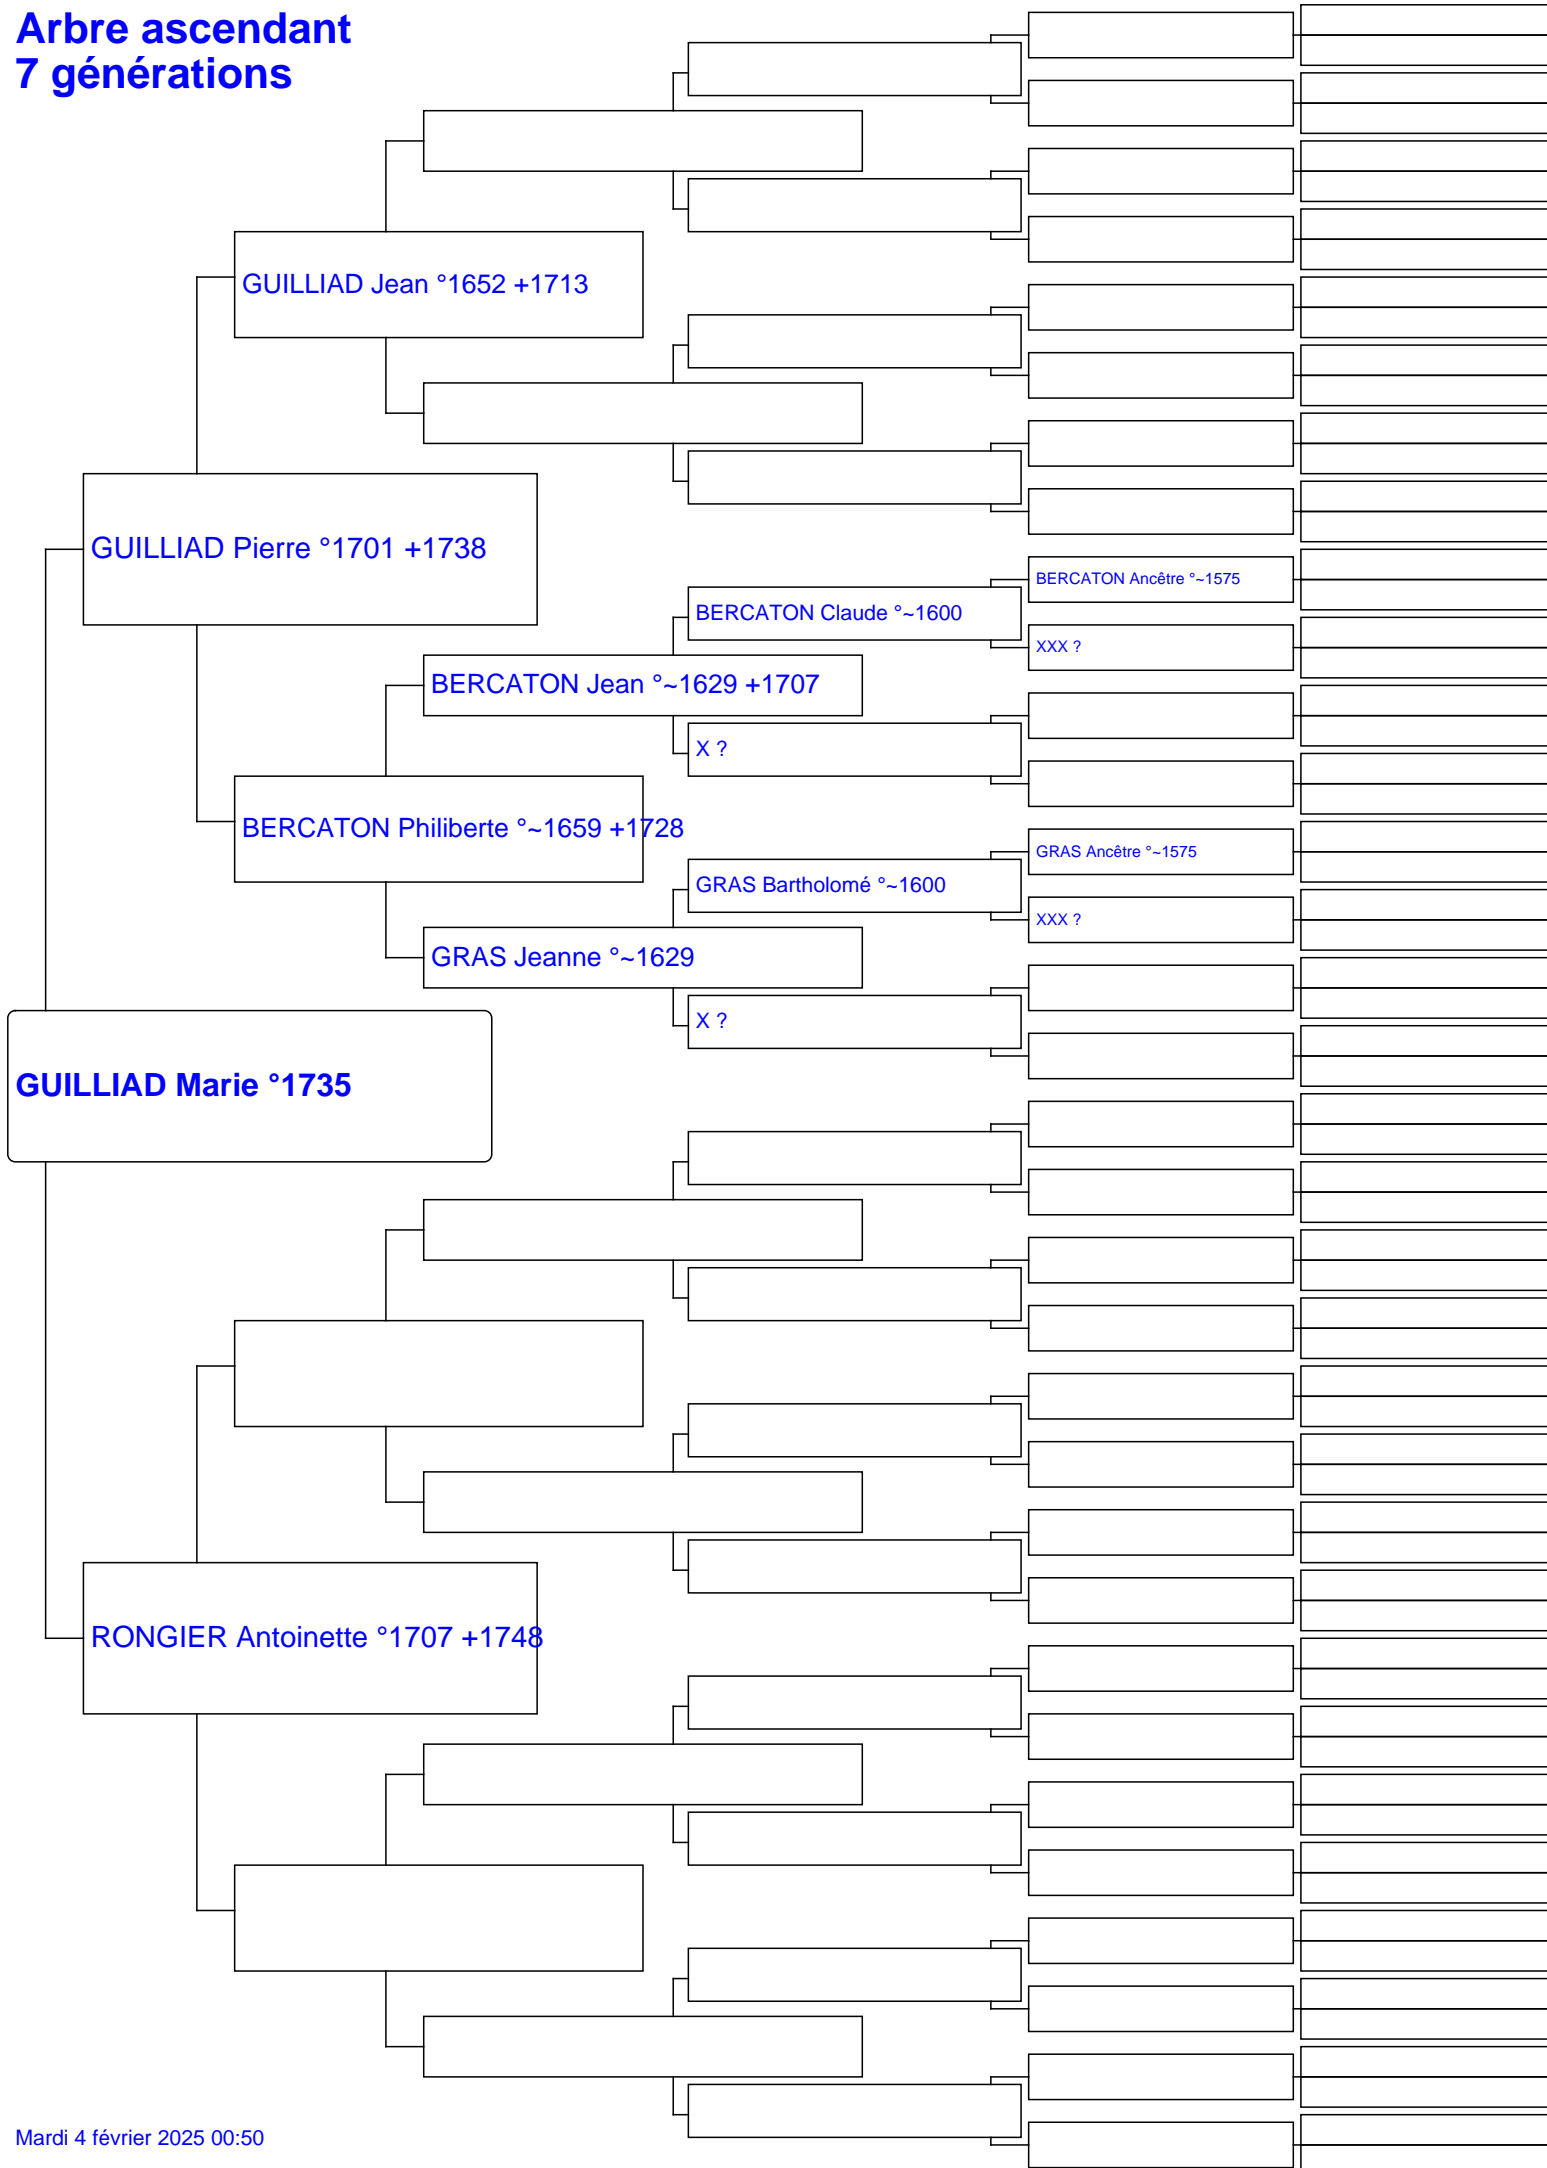 Arbre ascendant
7 générations
GUILLIAD Jean °1652 +1713
GUILLIAD Pierre °1701 +1738
BERCATON Ancêtre °~1575
BERCATON Claude °~1600
XXX ?
BERCATON Jean °~1629 +1707
X ?
BERCATON Philiberte °~1659 +1728
GRAS Ancêtre °~1575
GRAS Bartholomé °~1600
XXX ?
GRAS Jeanne °~1629
X ?
GUILLIAD Marie °1735
RONGIER Antoinette °1707 +1748
Mardi 4 février 2025 00:50